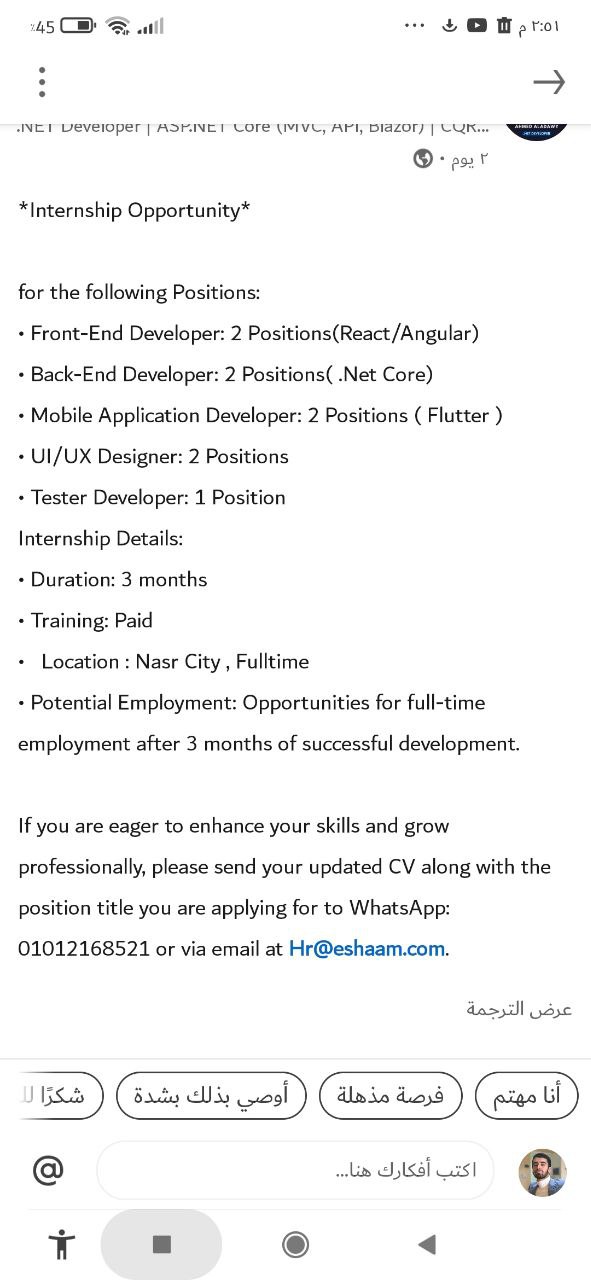 ٪45
٢:٥١ م
.NET Developer | ASP.NET Core (MVC, API, Blazor) | CQR...
AHMED ALADAWY
.NET DEVELOPER
٢ يوم •
*Internship Opportunity*
for the following Positions:
• Front-End Developer: 2 Positions(React/Angular)
• Back-End Developer: 2 Positions( .Net Core)
• Mobile Application Developer: 2 Positions ( Flutter )
• UI/UX Designer: 2 Positions
• Tester Developer: 1 Position
Internship Details:
• Duration: 3 months
• Training: Paid
• Location : Nasr City , Fulltime
• Potential Employment: Opportunities for full-time
employment after 3 months of successful development.
If you are eager to enhance your skills and grow
professionally, please send your updated CV along with the
position title you are applying for to WhatsApp:
01012168521 or via email at Hr@eshaam.com.
عرض الترجمة
أنا مهتم
فرصة مذهلة
أوصي بذلك بشدة
شكرًا
اكتب أفكارك هنا...
@